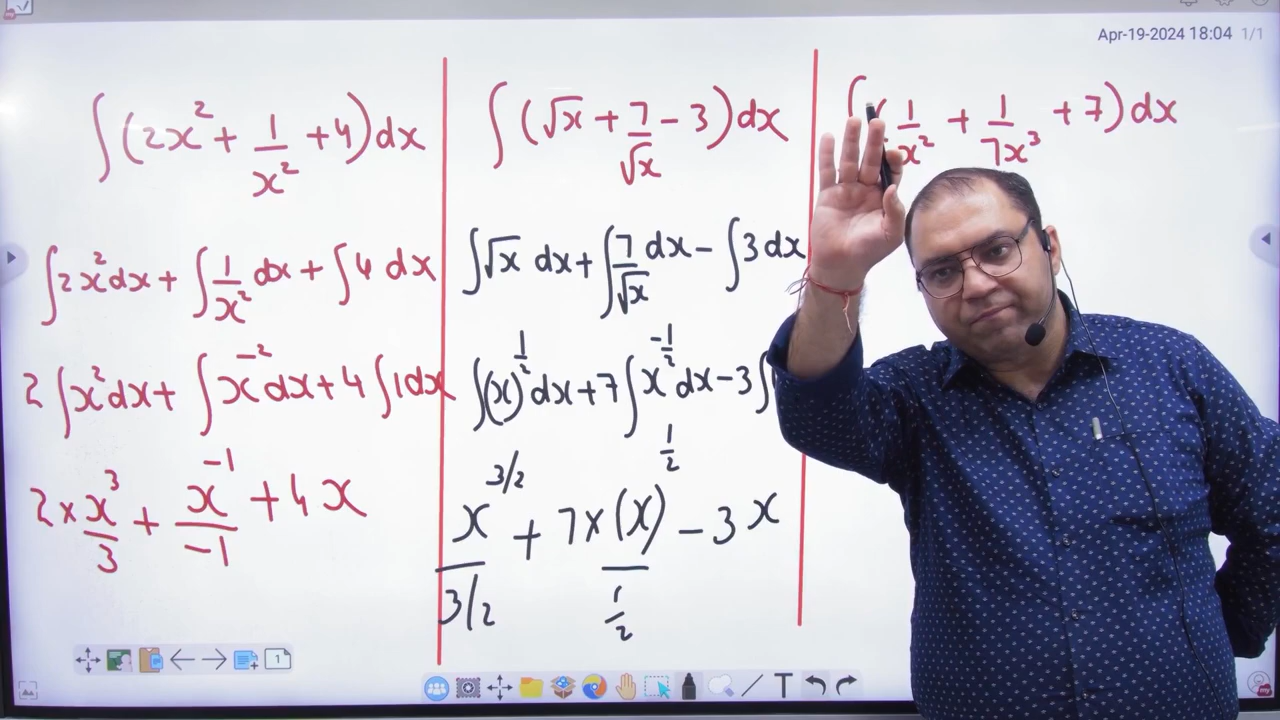 Apr-19-2024 18:04 1/1
∫(2x² + 1/x² + 4)dx
∫2x²dx + ∫1/x² dx + ∫4 dx
2∫x²dx + ∫x⁻²dx + 4∫1dx
2 × x³/3 + x⁻¹/-1 + 4x
∫(√x + 7/√x - 3)dx
∫√x dx + ∫7/√x dx - ∫3 dx
∫(x)^1/2 dx + 7∫x^-1/2 dx - 3∫
x^3/2 / 3/2 + 7×(x)^1/2 / 1/2 - 3x
∫ 1/x² + 1/7x³ + 7)dx
1
T